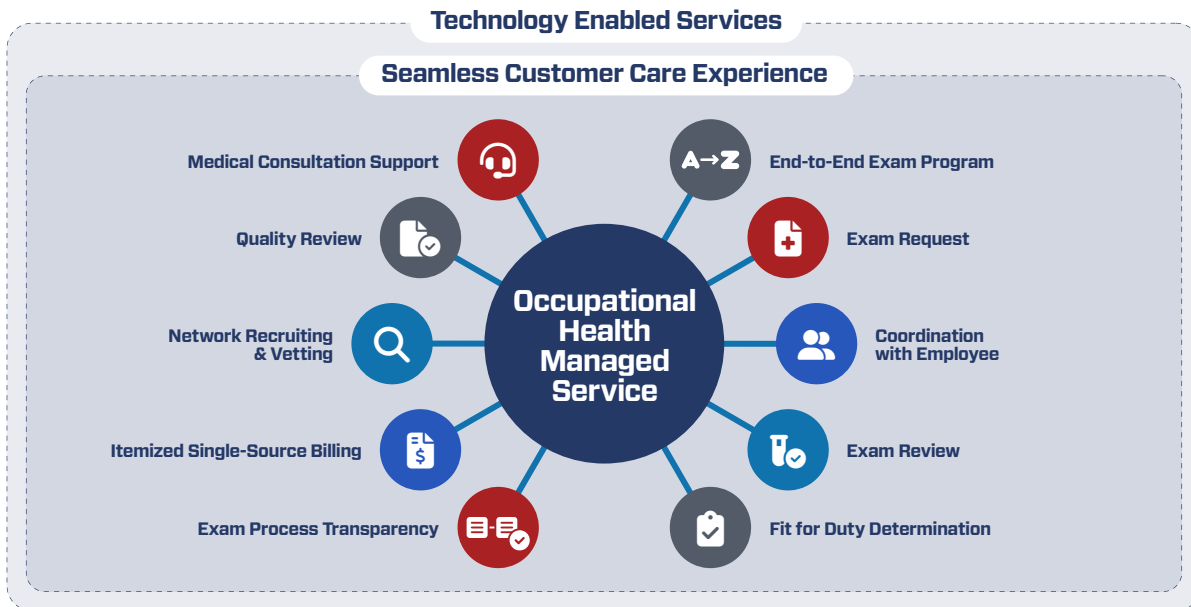 Technology Enabled Services
Seamless Customer Care Experience
Medical Consultation Support
A→Z
End-to-End Exam Program
Quality Review
Exam Request
Occupational
Health
Managed
Service
Network Recruiting
& Vetting
Coordination
with Employee
Itemized Single-Source Billing
$
Exam Review
Exam Process Transparency
Fit for Duty Determination